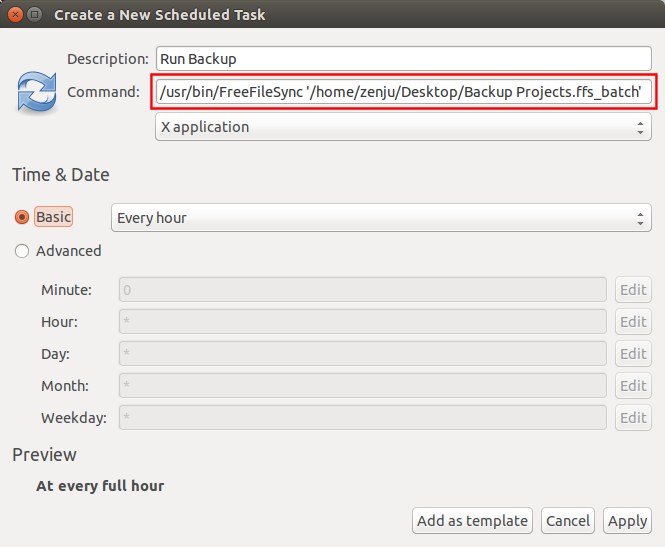 Create a New Scheduled Task
Description: Run Backup
Command: /usr/bin/FreeFileSync '/home/zenju/Desktop/Backup Projects.ffs_batch'
X application
Time & Date
Basic Every hour
Advanced
Minute: 0 Edit
Hour: * Edit
Day: * Edit
Month: * Edit
Weekday: * Edit
Preview
At every full hour
Add as template Cancel Apply